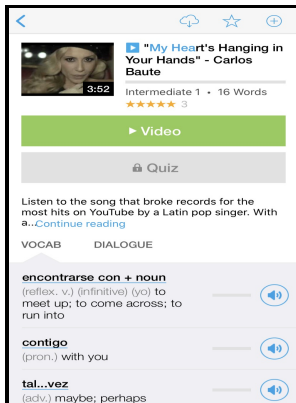 "My Heart's Hanging in
Your Hands" - Carlos
Baute
3:52
Intermediate 1 • 16 Words
★★★★★ 3
Video
Quiz
Listen to the song that broke records for the
most hits on YouTube by a Latin pop singer. With
a...Continue reading
VOCAB DIALOGUE
encontrarse con + noun
(reflex. v.) (infinitive) (yo) to
meet up; to come across; to
run into
contigo
(pron.) with you
tal...vez
(adv.) maybe; perhaps